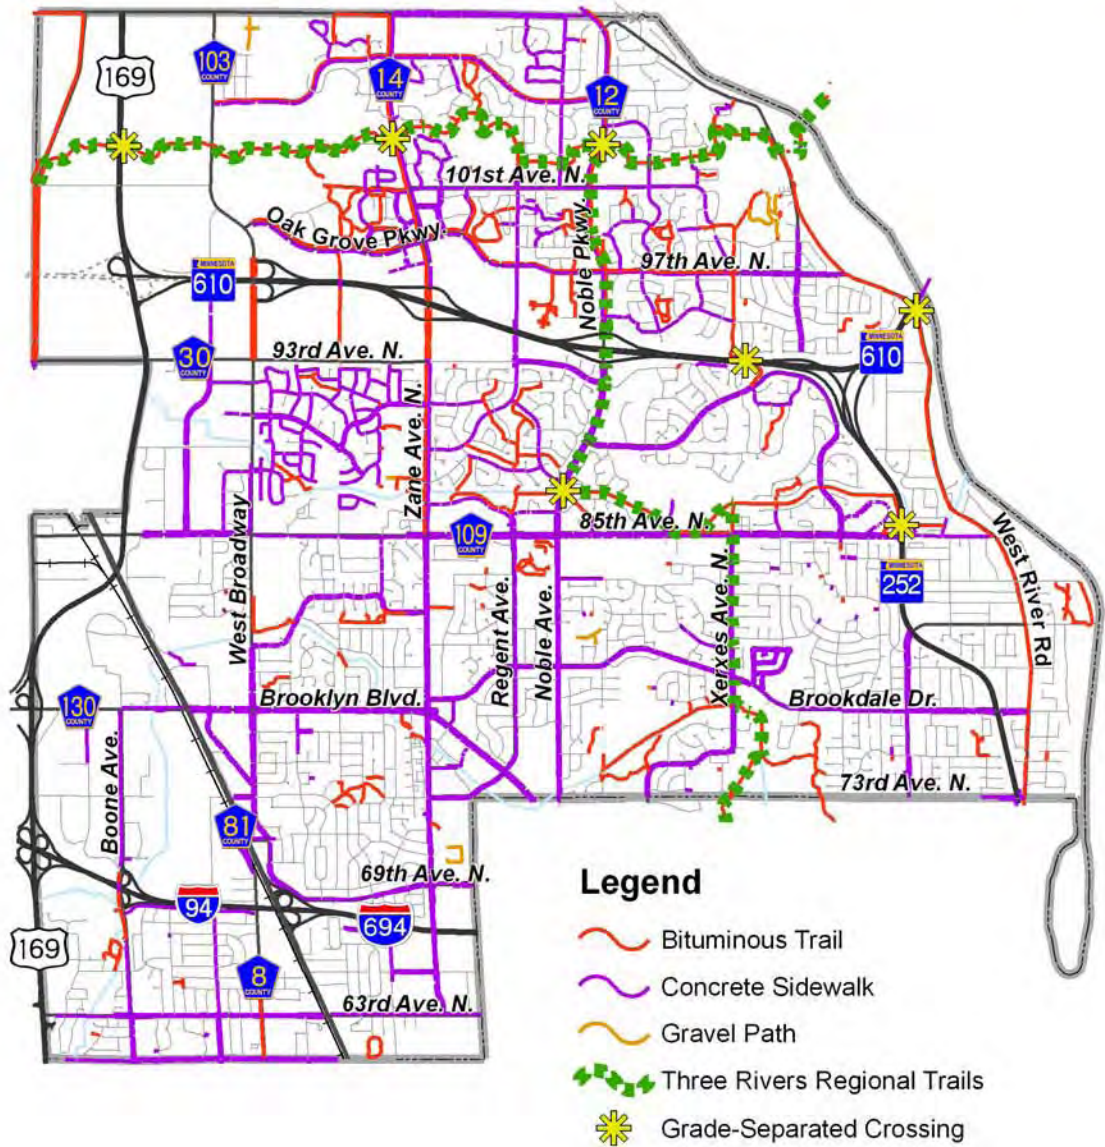 169
103
COUNTY
14
COUNTY
12
COUNTY
101st Ave. N.
Oak Grove Pkwy.
Noble Pkwy.
97th Ave. N.
MINNESOTA
610
MINNESOTA
610
30
COUNTY
93rd Ave. N.
Zane Ave. N.
West Broadway
85th Ave. N.
109
COUNTY
MINNESOTA
252
West River Rd
Regent Ave.
Noble Ave.
Xerxes Ave. N.
130
COUNTY
Brooklyn Blvd.
Brookdale Dr.
Boone Ave.
73rd Ave. N.
81
COUNTY
69th Ave. N.
94
694
169
8
COUNTY
63rd Ave. N.
Legend
Bituminous Trail
Concrete Sidewalk
Gravel Path
Three Rivers Regional Trails
Grade-Separated Crossing